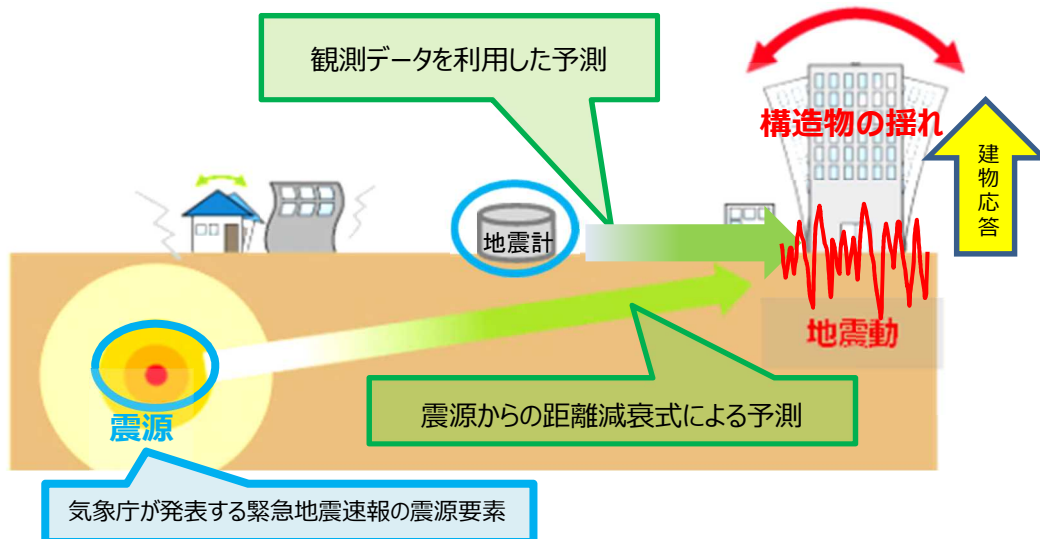 観測データを利用した予測
構造物の揺れ
建物応答
地震計
地震動
震源からの距離減衰式による予測
震源
気象庁が発表する緊急地震速報の震源要素